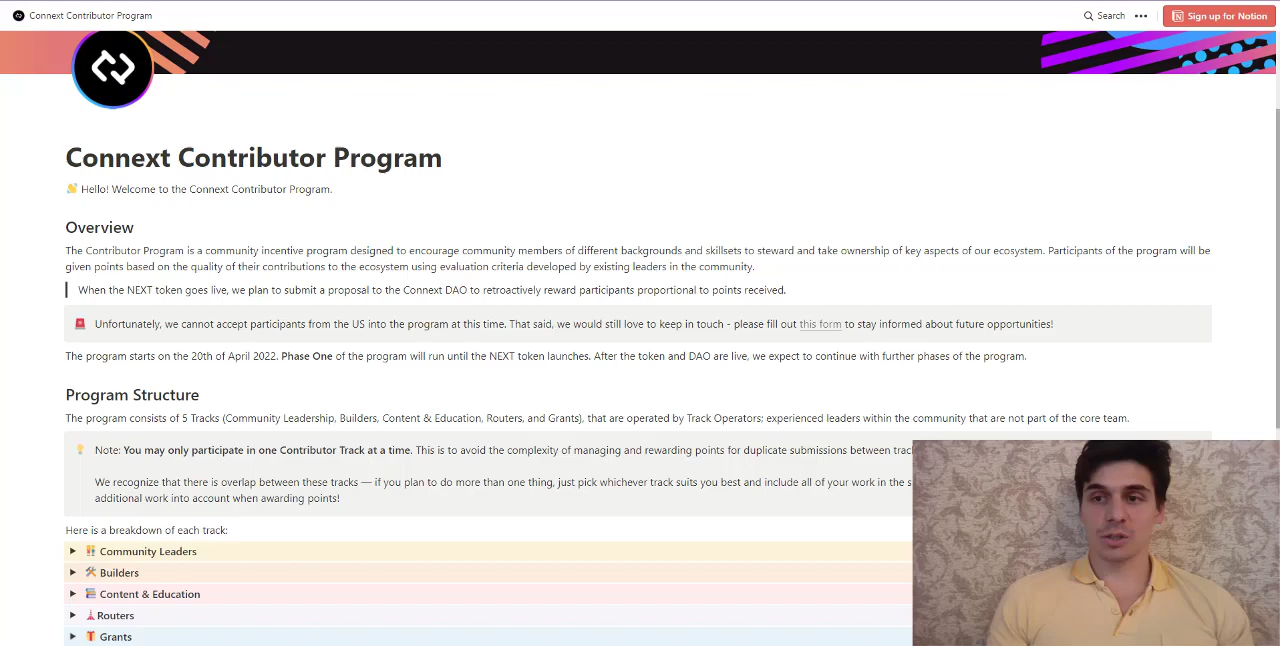 Connext Contributor Program
Search
Sign up for Notion
Connext Contributor Program
Hello! Welcome to the Connext Contributor Program.
Overview
The Contributor Program is a community incentive program designed to encourage community members of different backgrounds and skillsets to steward and take ownership of key aspects of our ecosystem. Participants of the program will be
given points based on the quality of their contributions to the ecosystem using evaluation criteria developed by existing leaders in the community.
When the NEXT token goes live, we plan to submit a proposal to the Connext DAO to retroactively reward participants proportional to points received.
Unfortunately, we cannot accept participants from the US into the program at this time. That said, we would still love to keep in touch - please fill out this form to stay informed about future opportunities!
The program starts on the 20th of April 2022. Phase One of the program will run until the NEXT token launches. After the token and DAO are live, we expect to continue with further phases of the program.
Program Structure
The program consists of 5 Tracks (Community Leadership, Builders, Content & Education, Routers, and Grants), that are operated by Track Operators: experienced leaders within the community that are not part of the core team.
Note: You may only participate in one Contributor Track at a time. This is to avoid the complexity of managing and rewarding points for duplicate submissions between
We recognize that there is overlap between these tracks — if you plan to do more than one thing, just pick whichever track suits you best and include all of your work in the
additional work into account when awarding points!
Here is a breakdown of each track:
Community Leaders
Builders
Content & Education
Routers
Grants